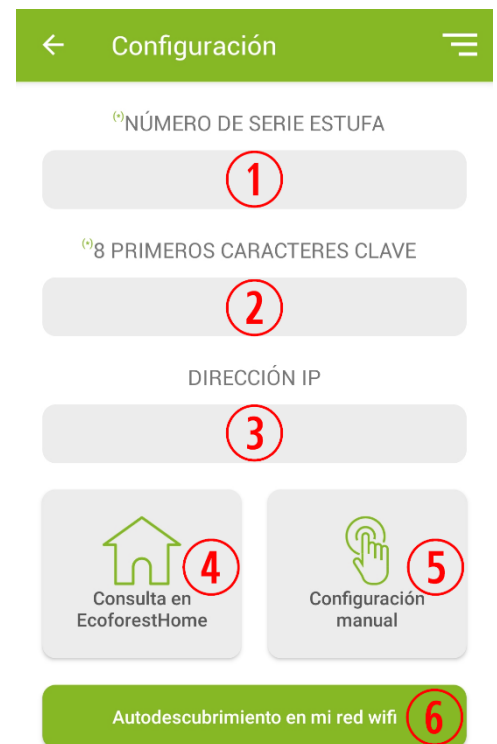 Configuración
(*)NÚMERO DE SERIE ESTUFA
1
(*)8 PRIMEROS CARACTERES CLAVE
2
DIRECCIÓN IP
3
4
Consulta en
EcoforestHome
5
Configuración
manual
Autodescubrimiento en mi red wifi 6